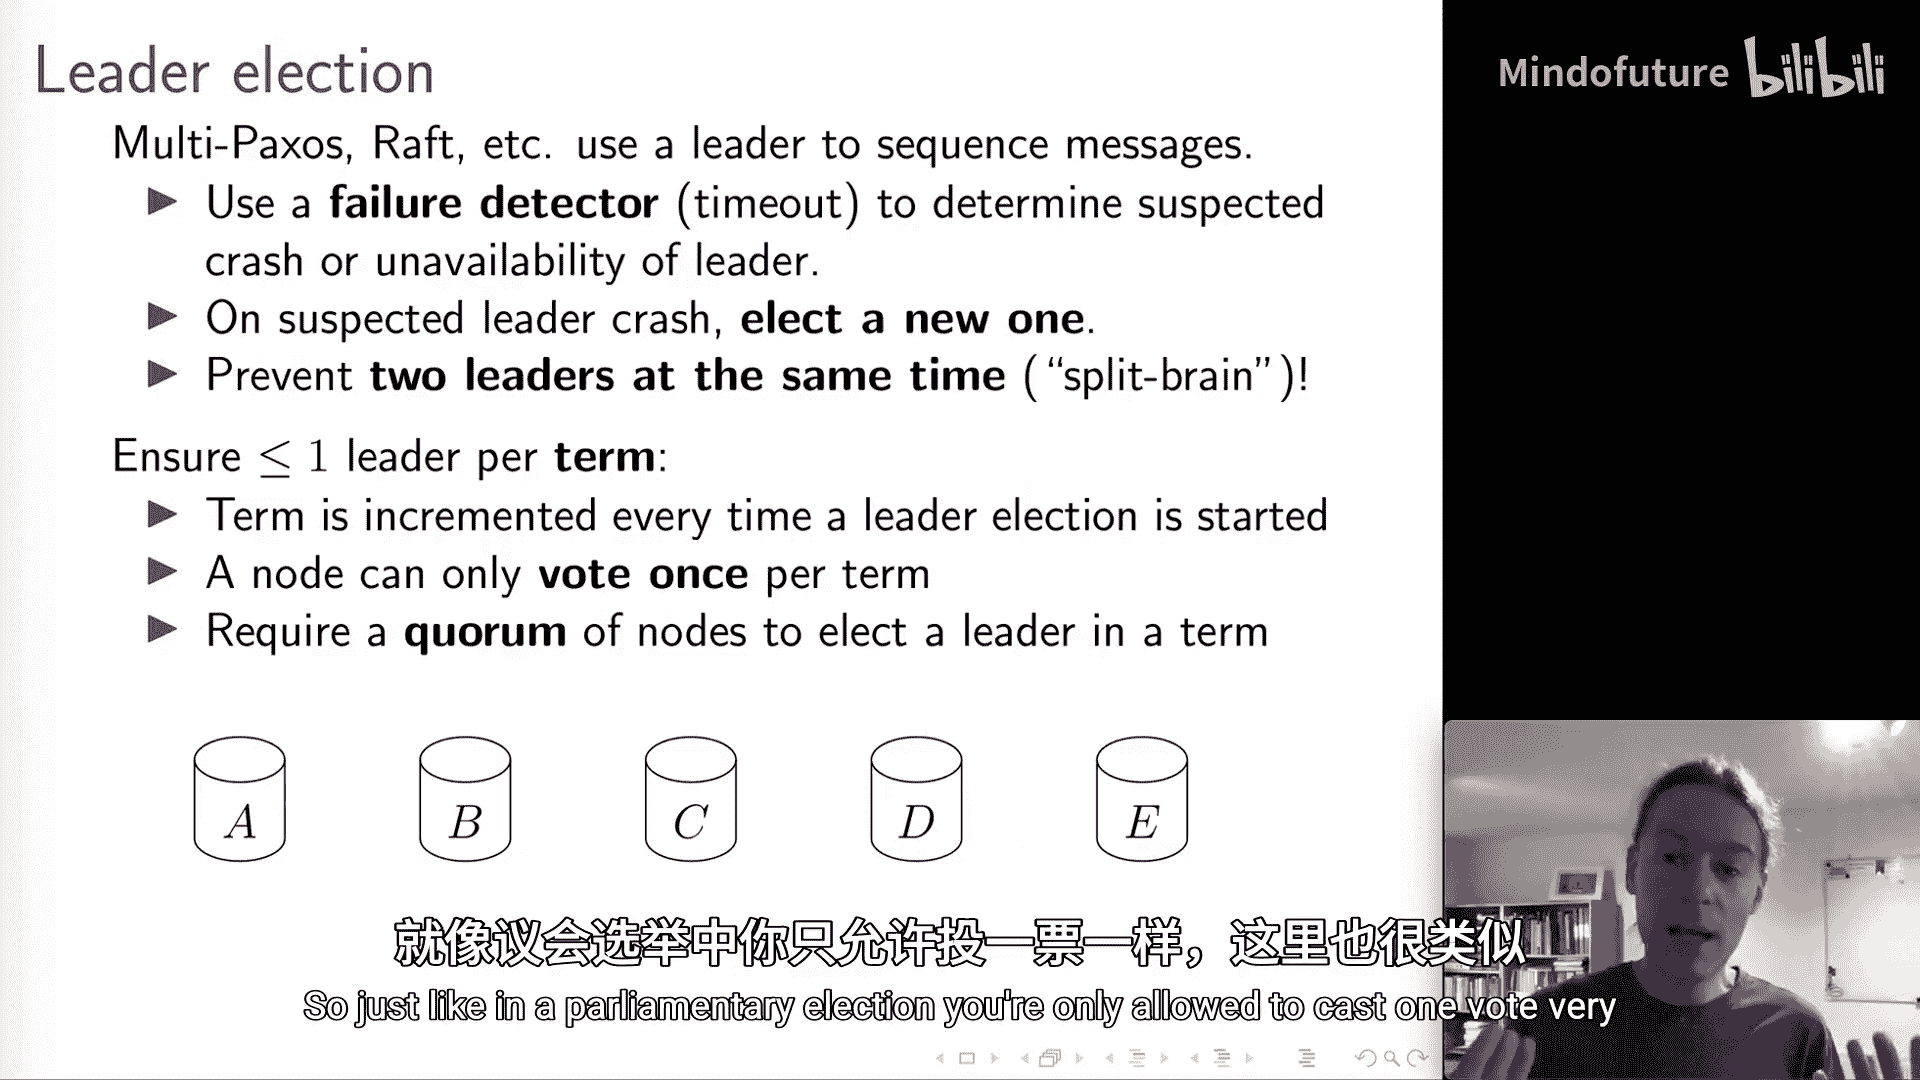 Leader election
Mindofuture bilibili
Multi-Paxos, Raft, etc. use a leader to sequence messages.
▶ Use a failure detector (timeout) to determine suspected
crash or unavailability of leader.
▶ On suspected leader crash, elect a new one.
▶ Prevent two leaders at the same time (“split-brain”)!
Ensure ≤ 1 leader per term:
▶ Term is incremented every time a leader election is started
▶ A node can only vote once per term
▶ Require a quorum of nodes to elect a leader in a term
A B C D E
就像议会选举中你只允许投一票一样，这里也很类似
So just like in a parliamentary election you're only allowed to cast one vote very